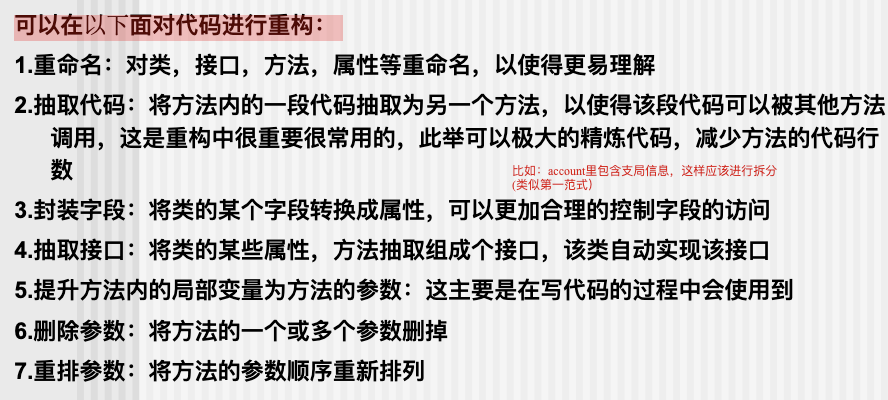 可以在以下面对代码进行重构：
1.重命名：对类，接口，方法，属性等重命名，以使得更易理解
2.抽取代码：将方法内的一段代码抽取为另一个方法，以使得该段代码可以被其他方法
调用，这是重构中很重要很常用的，此举可以极大的精炼代码，减少方法的代码行
数
比如：account里包含支局信息，这样应该进行拆分
(类似第一范式）
3.封装字段：将类的某个字段转换成属性，可以更加合理的控制字段的访问
4.抽取接口：将类的某些属性，方法抽取组成个接口，该类自动实现该接口
5.提升方法内的局部变量为方法的参数：这主要是在写代码的过程中会使用到
6.删除参数：将方法的一个或多个参数删掉
7.重排参数：将方法的参数顺序重新排列